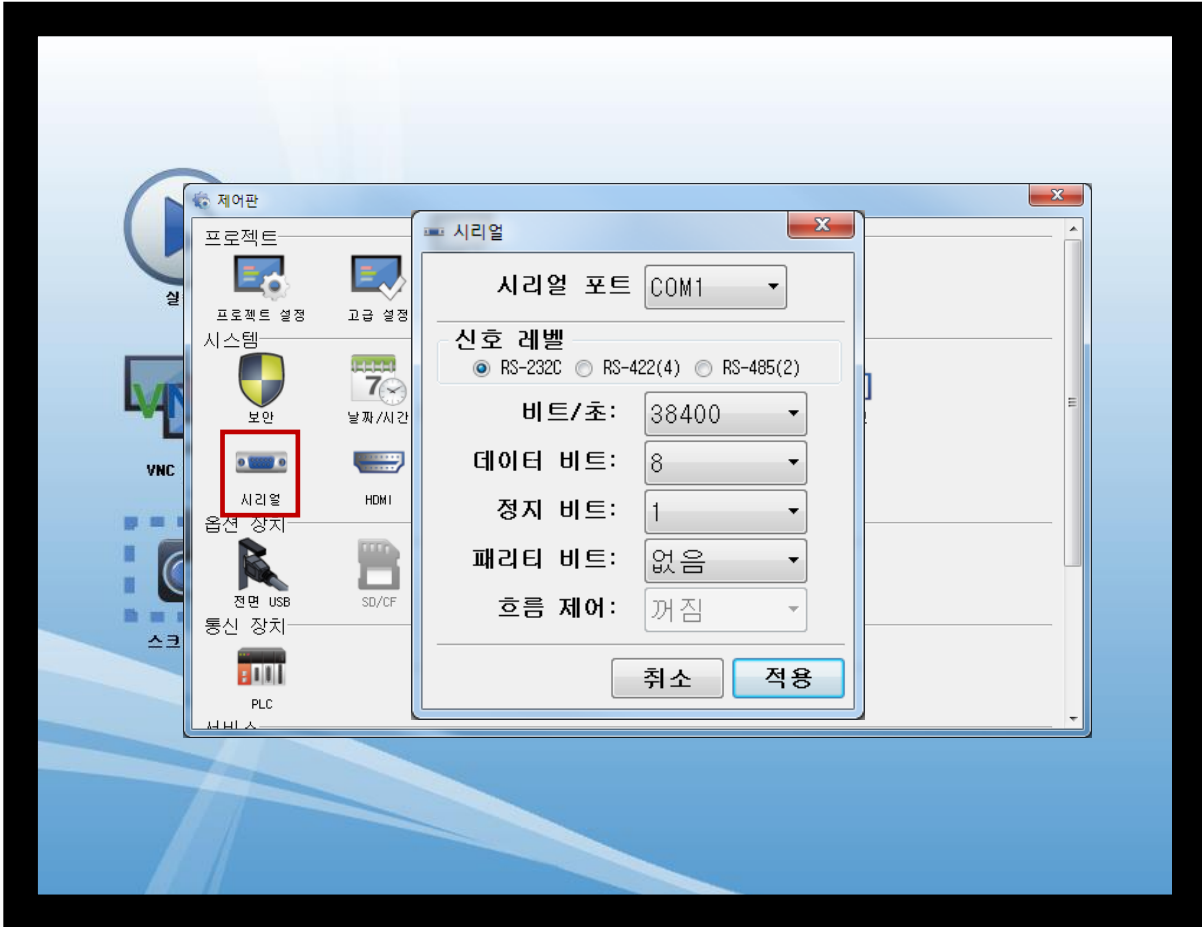 제어판
프로젝트
프로젝트 설정
고급 설정
시스템
보안
날짜/시간
7
VNC
시리얼
HDMI
옵션 장치
전면 USB
SD/CF
통신 장치
PLC
서비스
시리얼
시리얼 포트 COM1
신호 레벨
RS-232C RS-422(4) RS-485(2)
비트/초: 38400
데이터 비트: 8
정지 비트: 1
패리티 비트: 없음
흐름 제어: 꺼짐
취소 적용